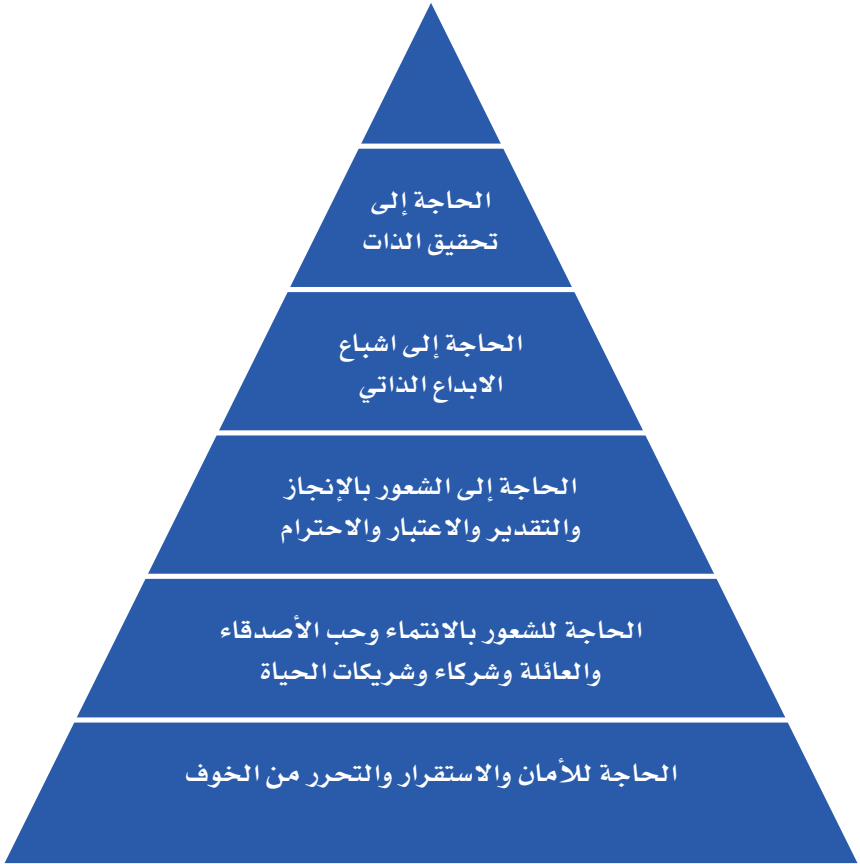 الحاجة إلى
تحقيق الذات
الحاجة إلى اشباع
الابداع الذاتي
الحاجة إلى الشعور بالإنجاز
والتقدير والاعتبار والاحترام
الحاجة للشعور بالانتماء وحب الأصدقاء
والعائلة وشركاء وشريكات الحياة
الحاجة للأمان والاستقرار والتحرر من الخوف